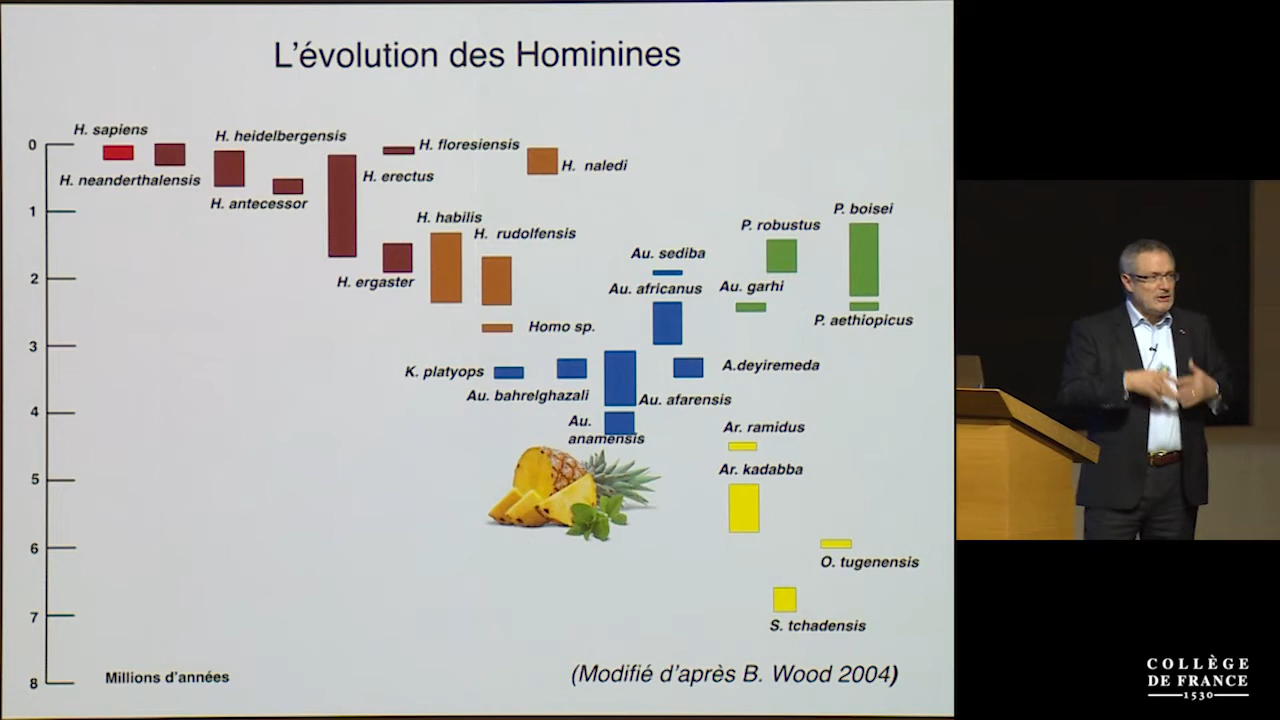 L'évolution des Hominines
H. sapiens
H. heidelbergensis
H. floresiensis
0
H. naledi
H. erectus
H. neanderthalensis
H. antecessor
1
P. boisei
H. habilis
P. robustus
H. rudolfensis
Au. sediba
2
H. ergaster
Au. africanus
Au. garhi
P. aethiopicus
Homo sp.
3
K. platyops
A.deyiremeda
Au. bahrelghazali
Au. afarensis
4
Au.
anamensis
Ar. ramidus
Ar. kadabba
5
6
O. tugenensis
7
S. tchadensis
8
Millions d'années
(Modifié d'après B. Wood 2004)
COLLÈGE
DE FRANCE
1530